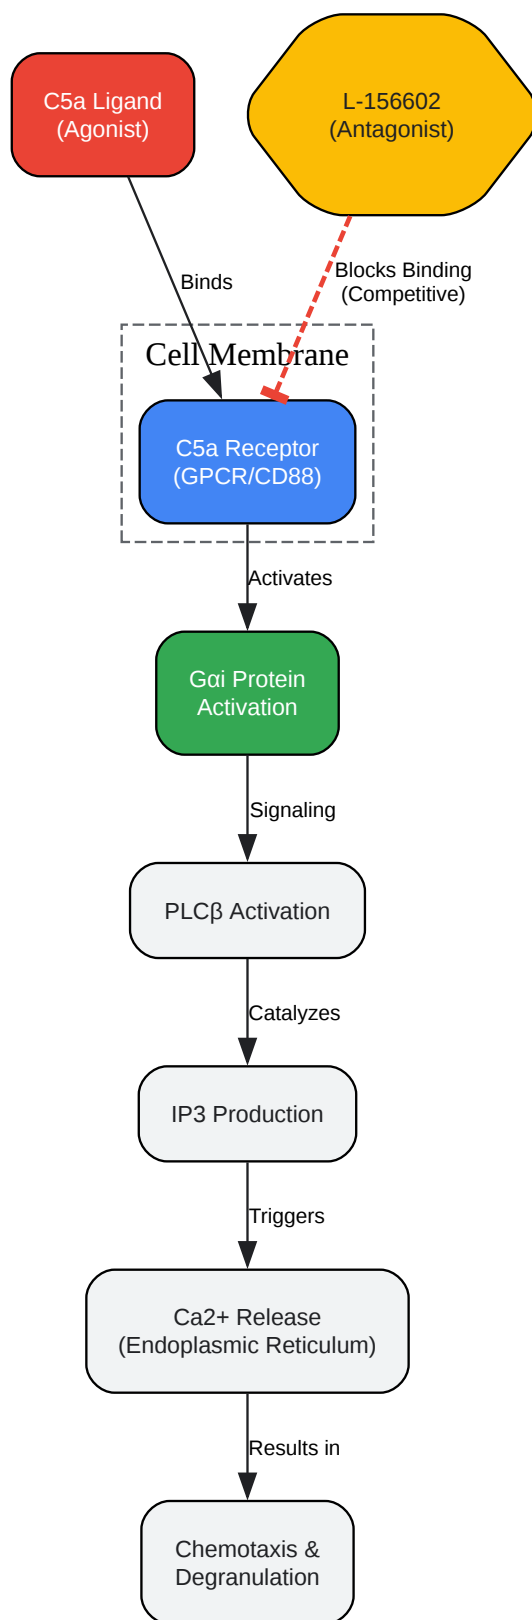 C5a Ligand
(Agonist)
L-156602
(Antagonist)
Binds
Blocks Binding
(Competitive)
Cell Membrane
C5a Receptor
(GPCR/CD88)
Activates
Gαi Protein
Activation
Signaling
PLCβ Activation
Catalyzes
IP3 Production
Triggers
Ca2+ Release
(Endoplasmic Reticulum)
Results in
Chemotaxis &
Degranulation